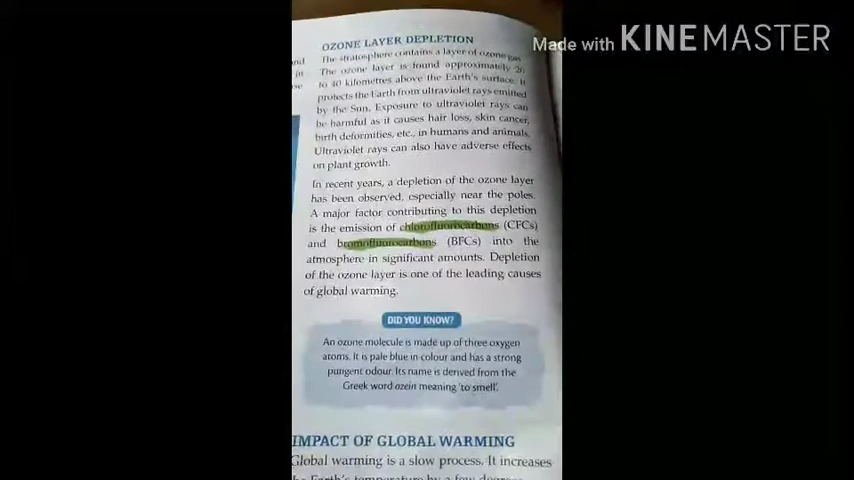 Made with KINEMASTER
OZONE LAYER DEPLETION
The stratosphere contains a layer of ozone gas.
The ozone layer is found approximately 20
to 40 kilometres above the Earth's surface. It
protects the Earth from ultraviolet rays emitted
by the Sun. Exposure to ultraviolet rays can
be harmful as it causes hair loss, skin cancer,
birth deformities, etc., in humans and animals.
Ultraviolet rays can also have adverse effects
on plant growth.
In recent years, a depletion of the ozone layer
has been observed, especially near the poles.
A major factor contributing to this depletion
is the emission of chlorofluorocarbons (CFCs)
and bromofluorocarbons (BFCs) into the
atmosphere in significant amounts. Depletion
of the ozone layer is one of the leading causes
of global warming.
DID YOU KNOW?
An ozone molecule is made up of three oxygen
atoms. It is pale blue in colour and has a strong
pungent odour. Its name is derived from the
Greek word ozein meaning 'to smell'.
IMPACT OF GLOBAL WARMING
Global warming is a slow process. It increases
the Earth's temperature by a few degrees